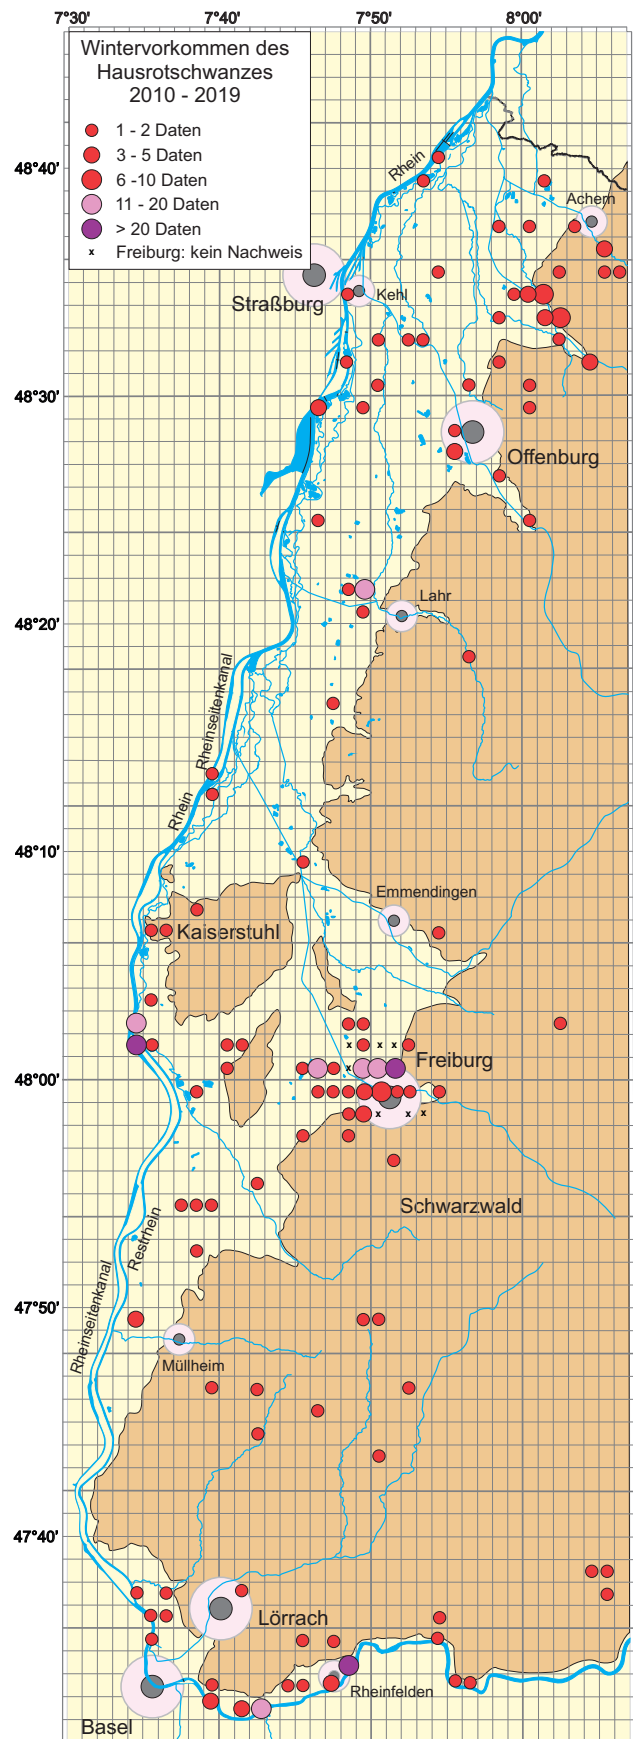 7°30' 7°40' 7°50' 8°00'
Wintervorkommen des
Hausrotschwanzes
2010 - 2019
1 - 2 Daten
3 - 5 Daten
6 -10 Daten
11 - 20 Daten
> 20 Daten
x Freiburg: kein Nachweis
48°40'
Rhein
Achern
Straßburg
Kehl
48°30'
Offenburg
Lahr
48°20'
Rheinseitenkanal
Rhein
48°10'
Emmendingen
Kaiserstuhl
x x x
Freiburg
x
48°00'
x x x
Schwarzwald
Restrhein
Rheinseitenkanal
47°50'
Müllheim
47°40'
Lörrach
Rheinfelden
Basel